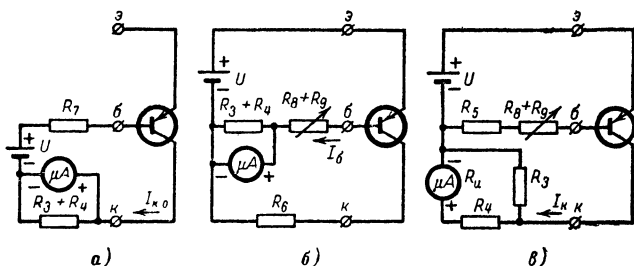 э
б
к
+
U
−
R7
μA
−
+
R3 + R4
Iк о
а)
э
б
к
+
U
−
R3 + R4
R8+R9
Iб
μA
−
+
R6
б)
э
б
к
+
U
−
R5
R8+R9
−
μA
+
Rи
R3
R4
Iк
в)